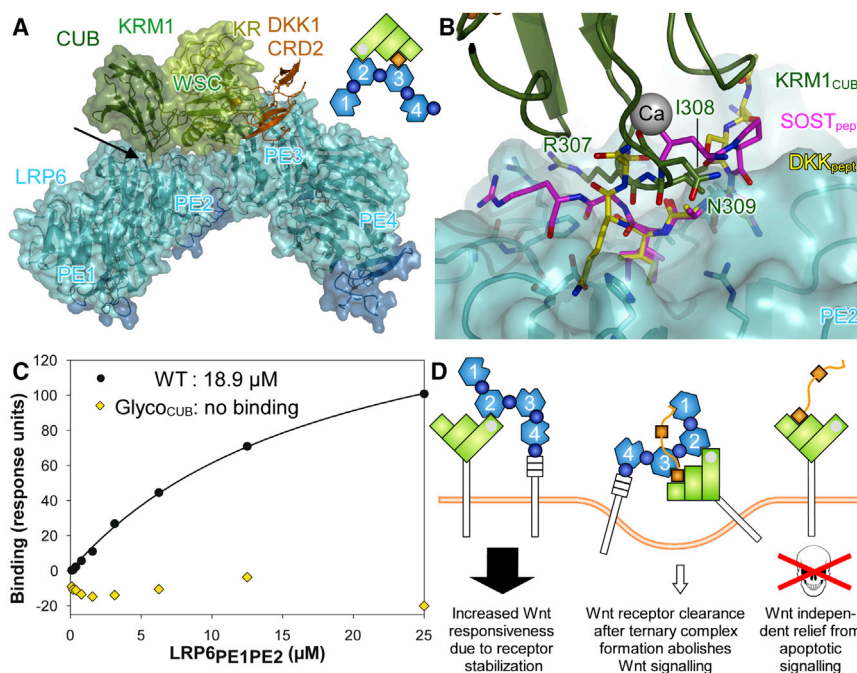 A
CUB
KRM1
KR
DKK1
CRD2
WSC
LRP6
PE1
PE2
PE3
PE4
1
2
3
4
B
Ca
I308
R307
N309
KRM1CUB
SOSTpep
DKKpept
PE2
C
120
100
80
60
40
20
0
-20
WT : 18.9 µM
GlycoCUB: no binding
Binding (response units)
0
5
10
15
20
25
LRP6PE1PE2 (µM)
D
1
2
3
4
1
2
3
4
Increased Wnt
responsiveness
due to receptor
stabilization
Wnt receptor clearance
after ternary complex
formation abolishes
Wnt signalling
Wnt indepen-
dent relief from
apoptotic
signalling